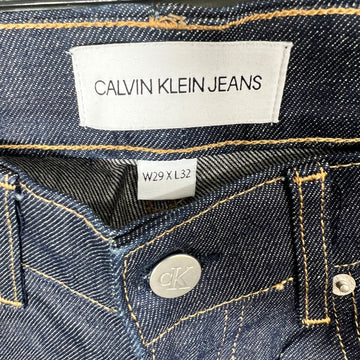 CALVIN KLEIN JEANS
W29 X L32
CK